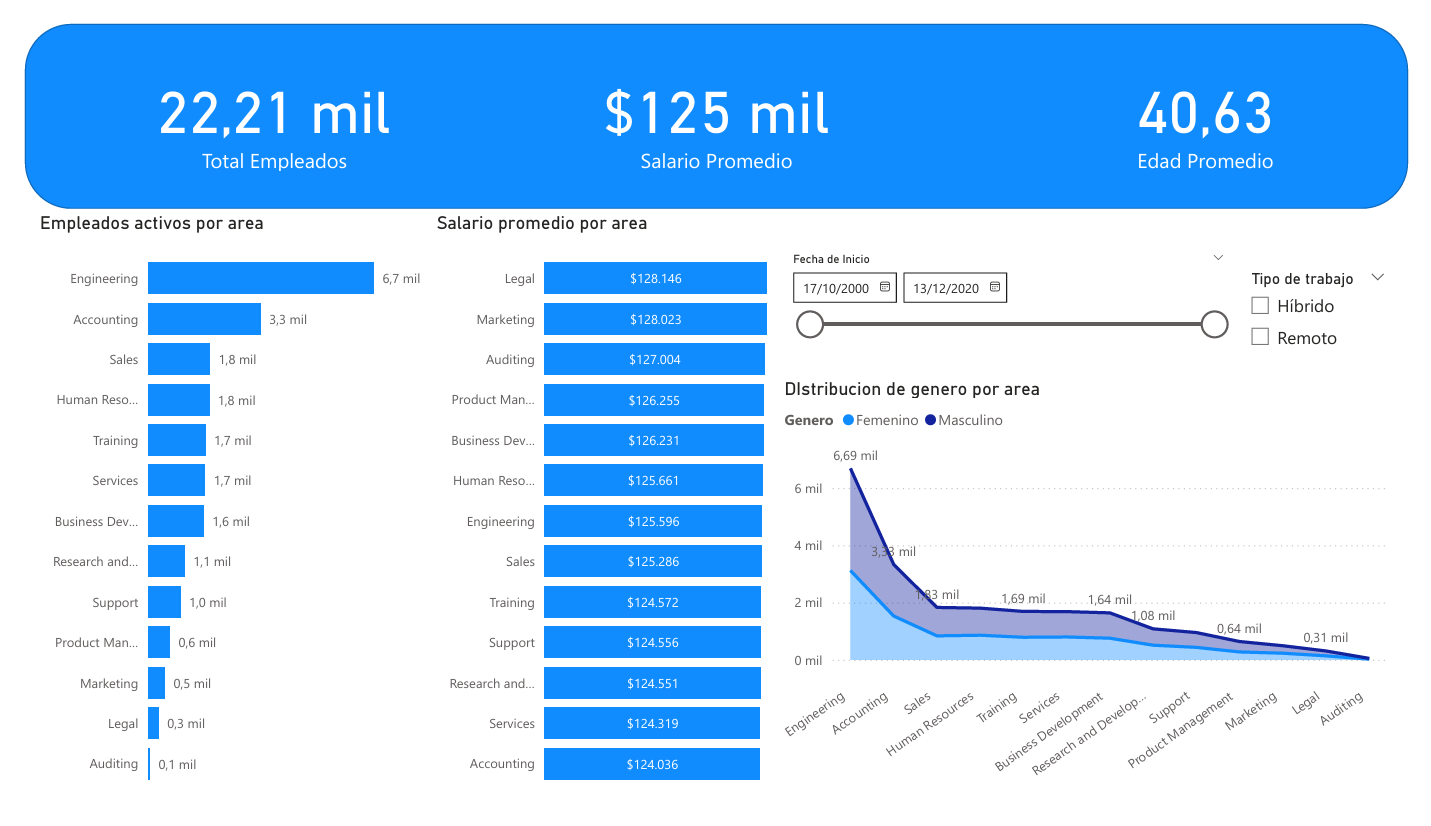 22,21 mil
Total Empleados
$125 mil
Salario Promedio
40,63
Edad Promedio
Empleados activos por area
Engineering 6,7 mil
Accounting 3,3 mil
Sales 1,8 mil
Human Reso... 1,8 mil
Training 1,7 mil
Services 1,7 mil
Business Dev... 1,6 mil
Research and... 1,1 mil
Support 1,0 mil
Product Man... 0,6 mil
Marketing 0,5 mil
Legal 0,3 mil
Auditing 0,1 mil
Salario promedio por area
Legal $128.146
Marketing $128.023
Auditing $127.004
Product Man... $126.255
Business Dev... $126.231
Human Reso... $125.661
Engineering $125.596
Sales $125.286
Training $124.572
Support $124.556
Research and... $124.551
Services $124.319
Accounting $124.036
Fecha de Inicio
17/10/2000 13/12/2020
Tipo de trabajo
Híbrido
Remoto
DIstribucion de genero por area
Genero Femenino Masculino
6,69 mil
6 mil
4 mil
3,33 mil
2 mil
1,83 mil
1,69 mil
1,64 mil
1,08 mil
0,64 mil
0,31 mil
0 mil
Engineering
Accounting
Sales
Human Resources
Training
Services
Business Development
Research and Develop...
Support
Product Management
Marketing
Legal
Auditing